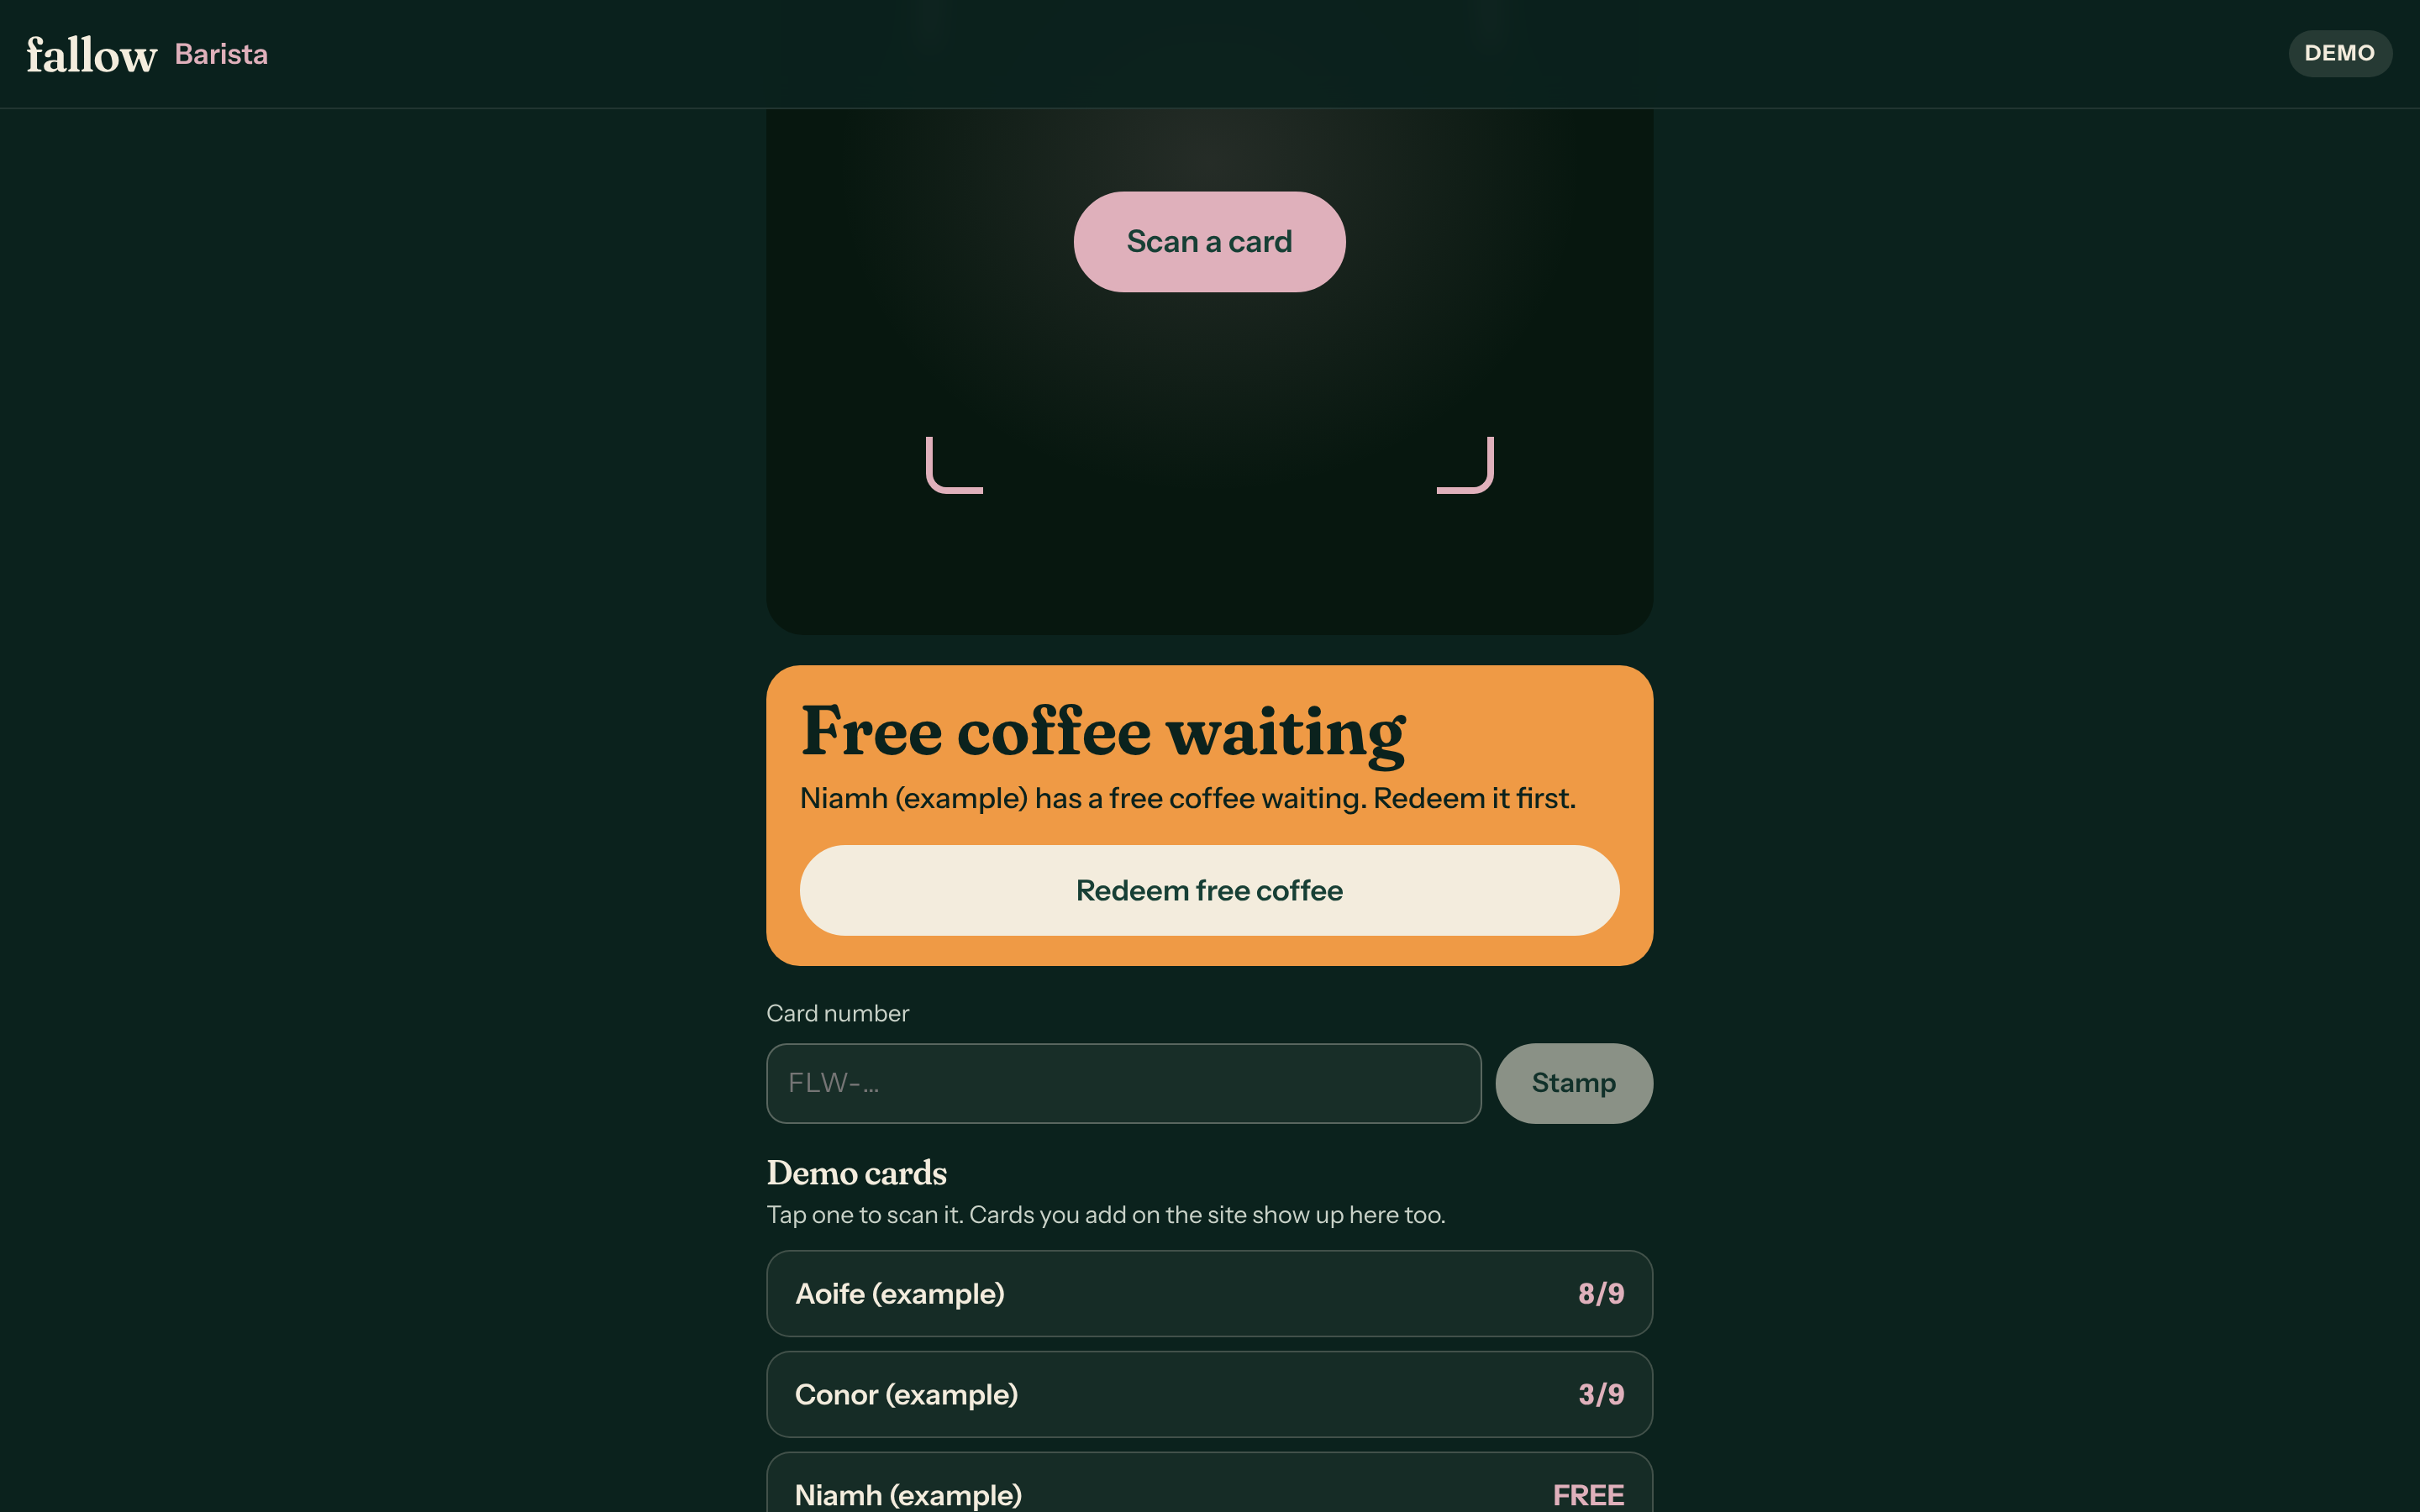 fallow Barista
DEMO
Scan a card
Free coffee waiting
Niamh (example) has a free coffee waiting. Redeem it first.
Redeem free coffee
Card number
FLW-...
Stamp
Demo cards
Tap one to scan it. Cards you add on the site show up here too.
Aoife (example) 8/9
Conor (example) 3/9
Niamh (example) FREE